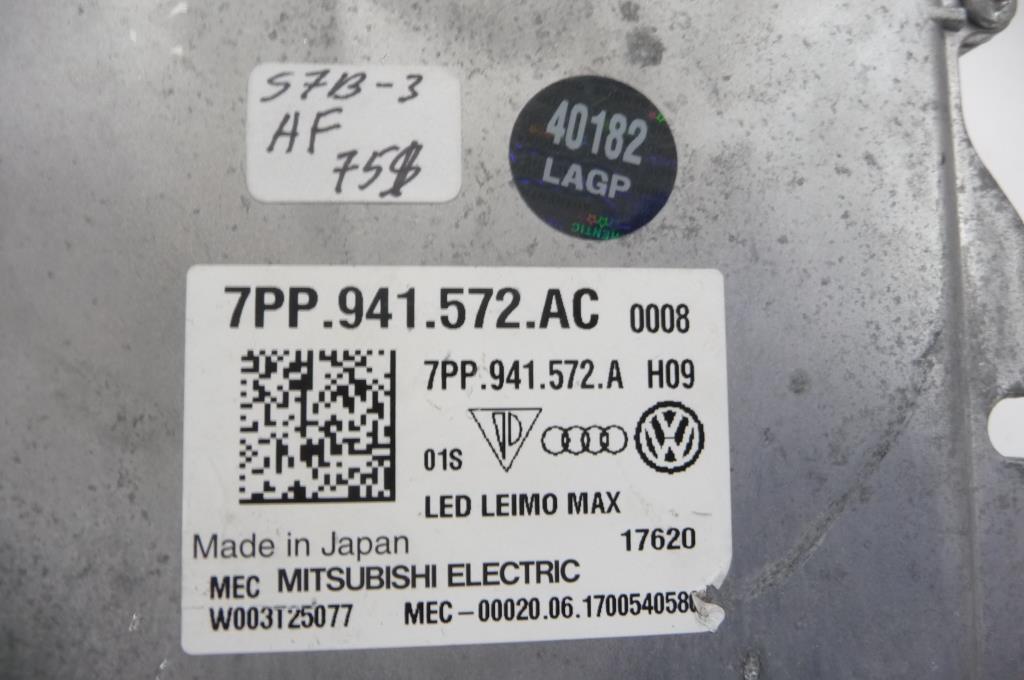 S7B-3
AF
75$
40182
LAGP
7PP.941.572.AC 0008
7PP.941.572.A H09
01S
LED LEIMO MAX
17620
Made in Japan
MEC MITSUBISHI ELECTRIC
W003T25077 MEC-00020.06.1700540580